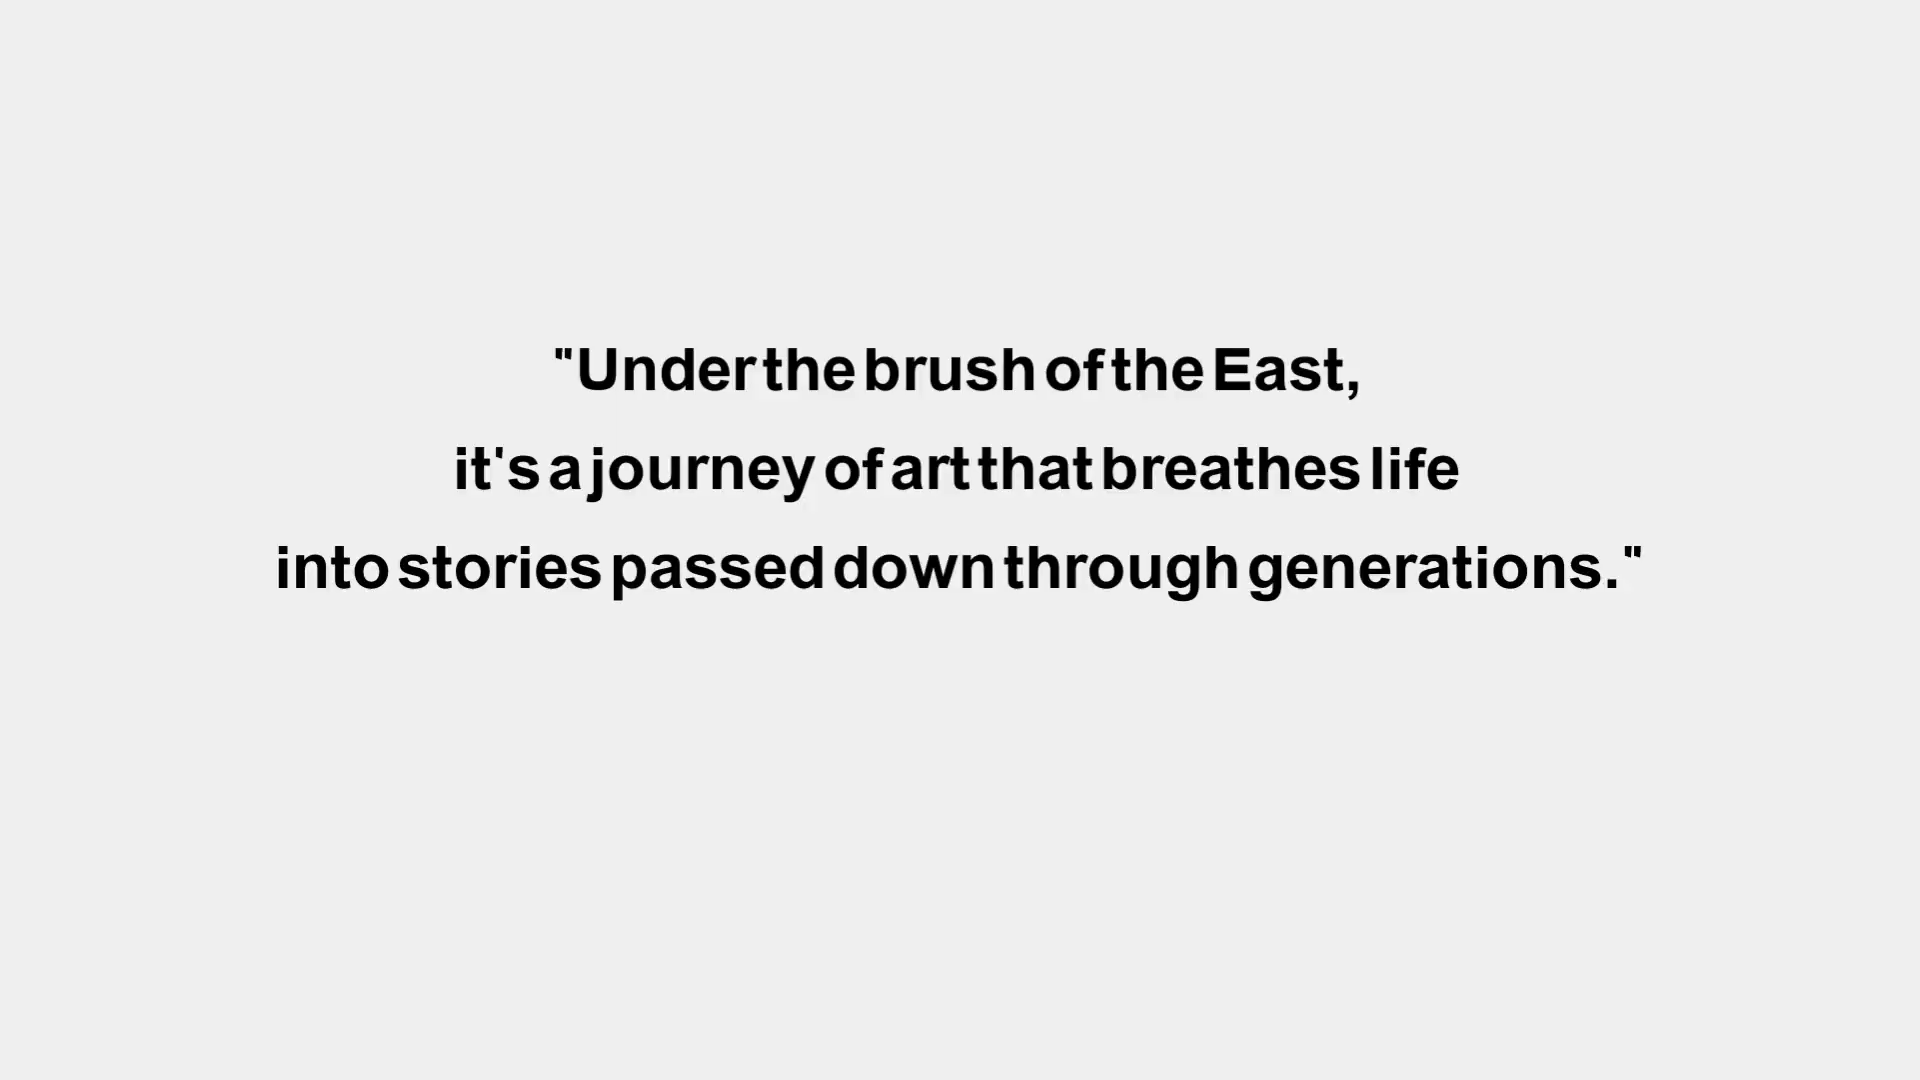 "Under the brush of the East,
it's a journey of art that breathes life
into stories passed down through generations."